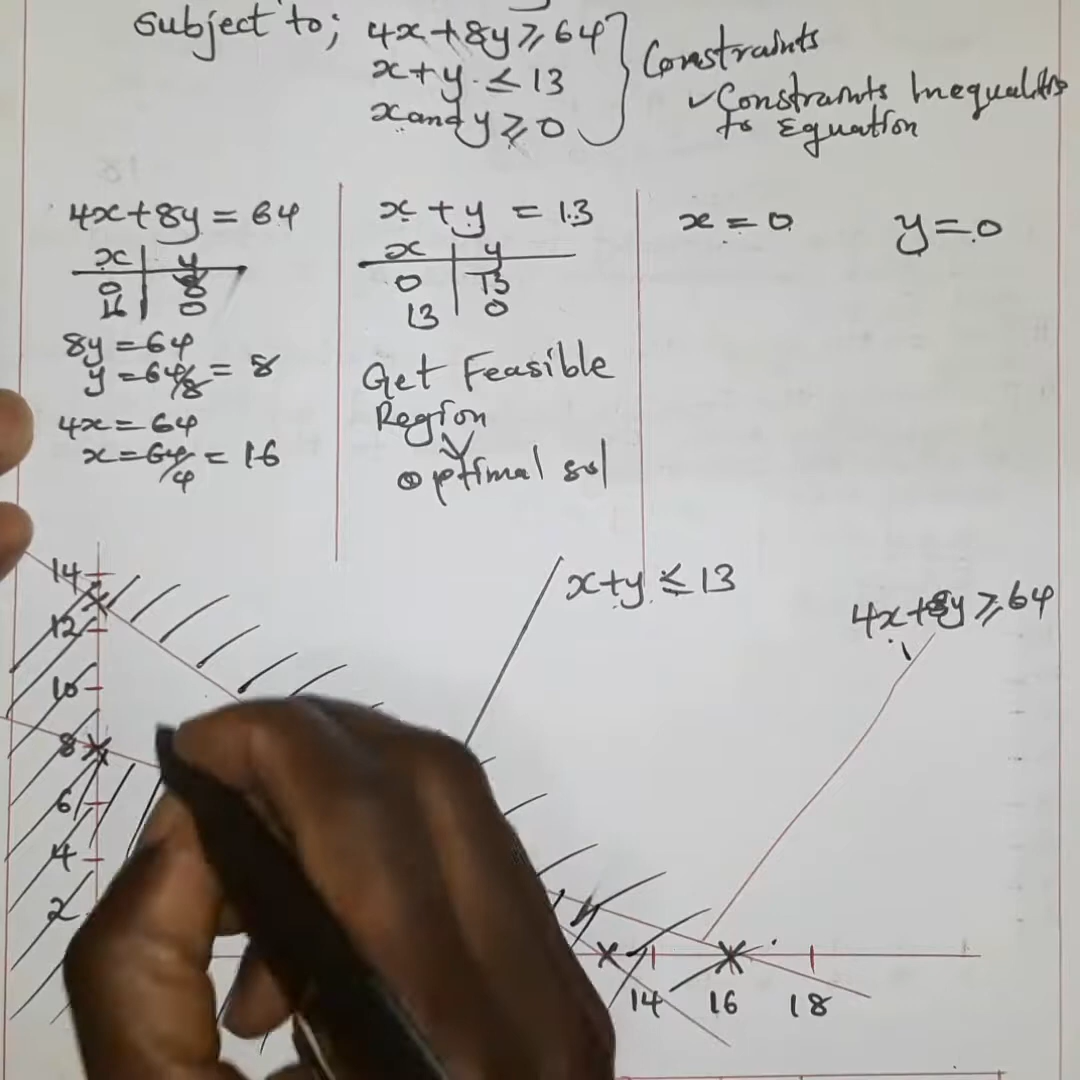 Subject to; 4x+8y ≥ 64
x+y ≤ 13
x and y ≥ 0
Constraints
✓Constraints Inequalities
to Equation
4x+8y = 64
x | y
0 | 8
16 | 0
8y = 64
y = 64/8 = 8
4x = 64
x = 64/4 = 16
x + y = 13
x | y
0 | 13
13 | 0
Get Feasible
Region
optimal sol
x = 0
y = 0
x+y ≤ 13
4x+8y ≥ 64
14
12
10
8
6
4
2
14 16 18